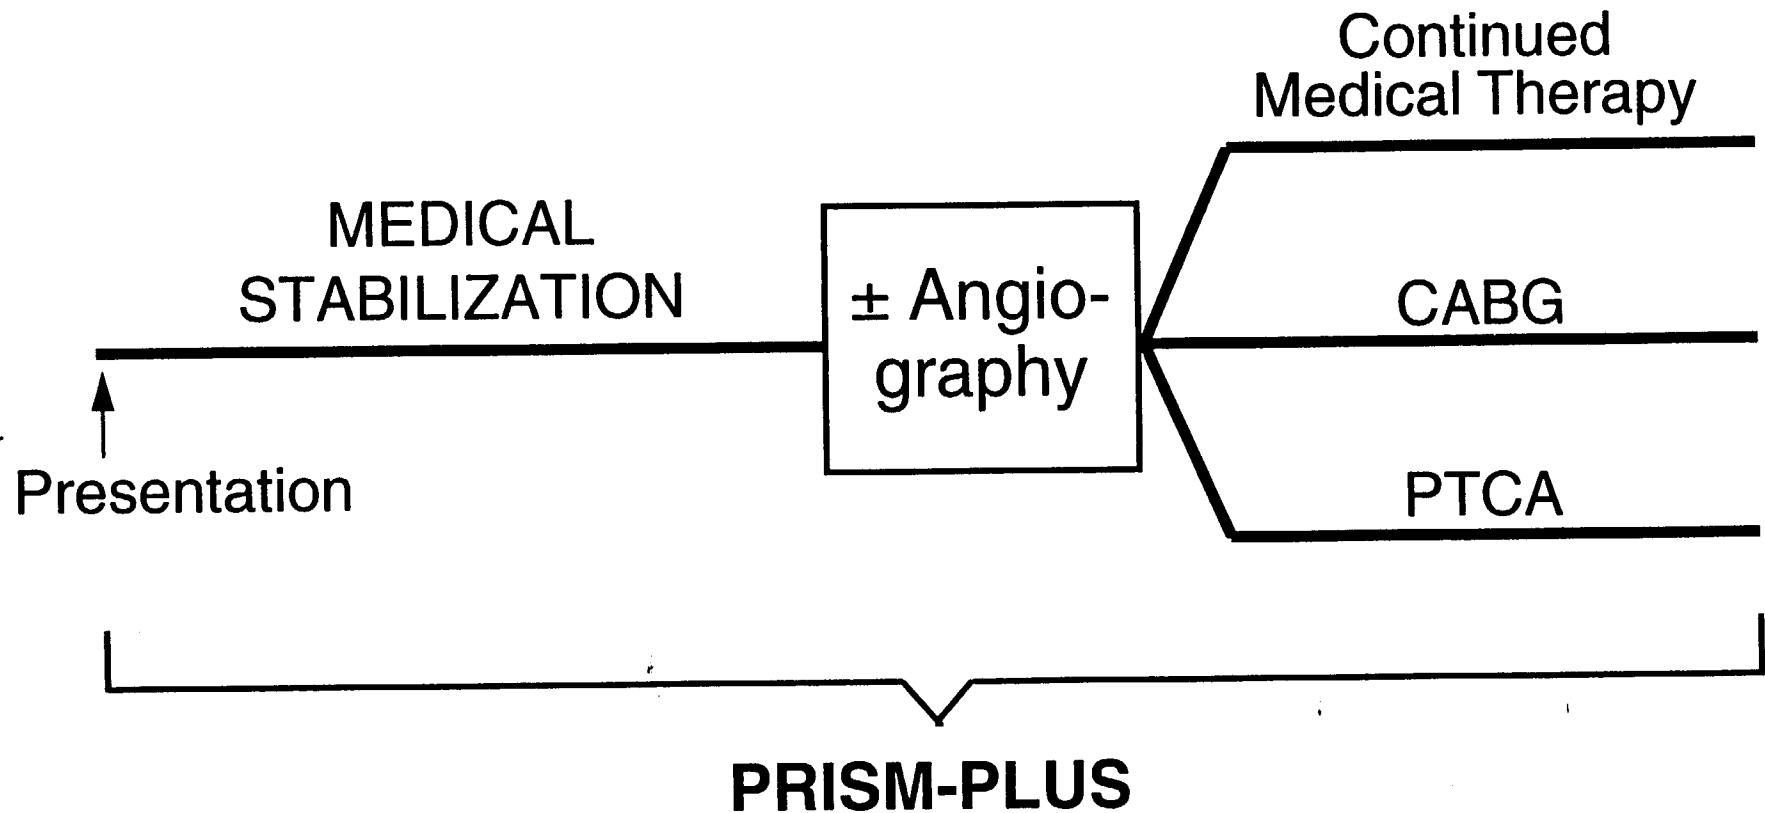 Continued
Medical Therapy
MEDICAL
STABILIZATION
± Angio-
graphy
CABG
Presentation
PTCA
PRISM-PLUS